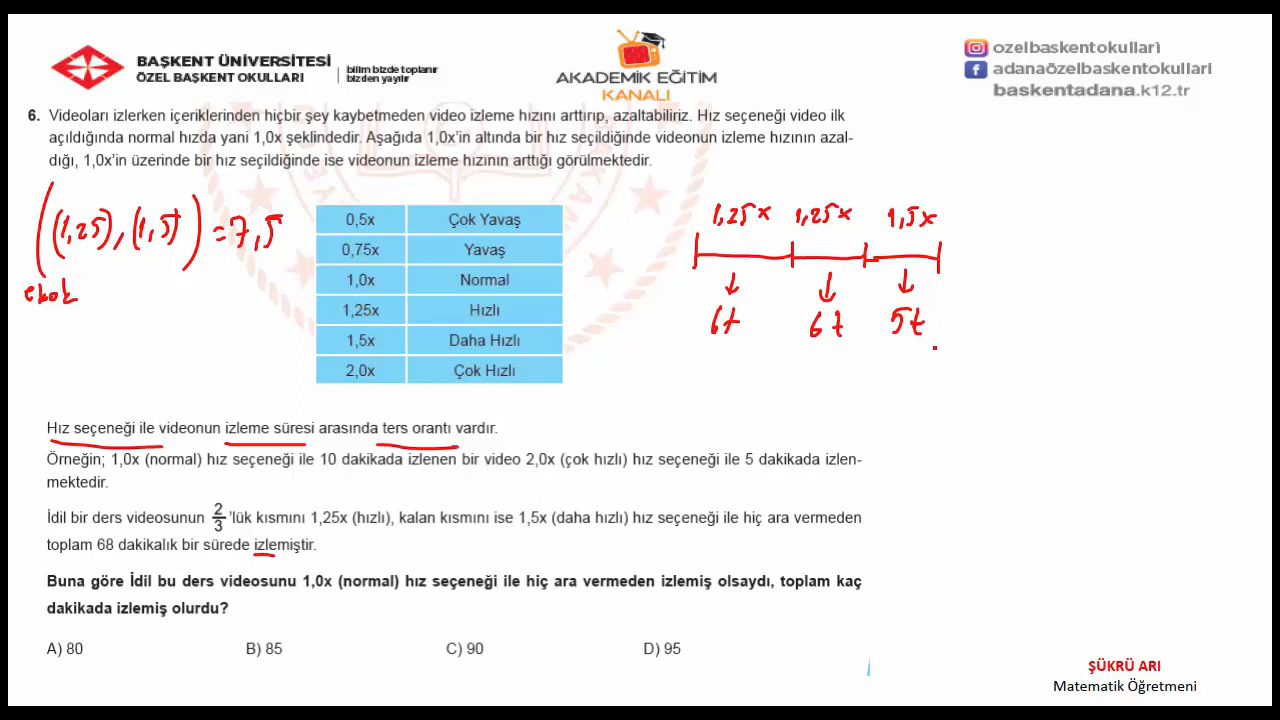 BAŞKENT ÜNİVERSİTESİ
ÖZEL BAŞKENT OKULLARI
bilim bizde toplanır
bizden yayılır
AKADEMİK EĞİTİM
KANALI
ozelbaskentokulları
adanaözelbaskentokullari
baskentadana.k12.tr
6. Videoları izlerken içeriklerinden hiçbir şey kaybetmeden video izleme hızını arttırıp, azaltabiliriz. Hız seçeneği video ilk
açıldığında normal hızda yani 1,0x şeklindedir. Aşağıda 1,0x'in altında bir hız seçildiğinde videonun izleme hızının azal-
dığı, 1,0x'in üzerinde bir hız seçildiğinde ise videonun izleme hızının arttığı görülmektedir.
((1,25), (1,5)) = 7,5
ekok
0,5x Çok Yavaş
0,75x Yavaş
1,0x Normal
1,25x Hızlı
1,5x Daha Hızlı
2,0x Çok Hızlı
1,25x 1,25x 1,5x
6t 6t 5t
Hız seçeneği ile videonun izleme süresi arasında ters orantı vardır.
Örneğin; 1,0x (normal) hız seçeneği ile 10 dakikada izlenen bir video 2,0x (çok hızlı) hız seçeneği ile 5 dakikada izlen-
mektedir.
İdil bir ders videosunun 2/3'lük kısmını 1,25x (hızlı), kalan kısmını ise 1,5x (daha hızlı) hız seçeneği ile hiç ara vermeden
toplam 68 dakikalık bir sürede izlemiştir.
Buna göre İdil bu ders videosunu 1,0x (normal) hız seçeneği ile hiç ara vermeden izlemiş olsaydı, toplam kaç
dakikada izlemiş olurdu?
A) 80 B) 85 C) 90 D) 95
ŞÜKRÜ ARI
Matematik Öğretmeni